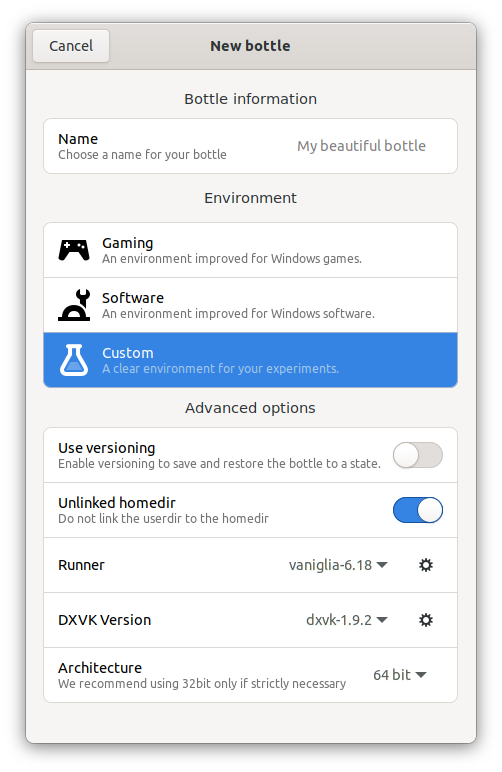 Cancel
New bottle
Bottle information
Name
Choose a name for your bottle
My beautiful bottle
Environment
Gaming
An environment improved for Windows games.
Software
An environment improved for Windows software.
Custom
A clear environment for your experiments.
Advanced options
Use versioning
Enable versioning to save and restore the bottle to a state.
Unlinked homedir
Do not link the userdir to the homedir
Runner
vaniglia-6.18
DXVK Version
dxvk-1.9.2
Architecture
We recommend using 32bit only if strictly necessary
64 bit